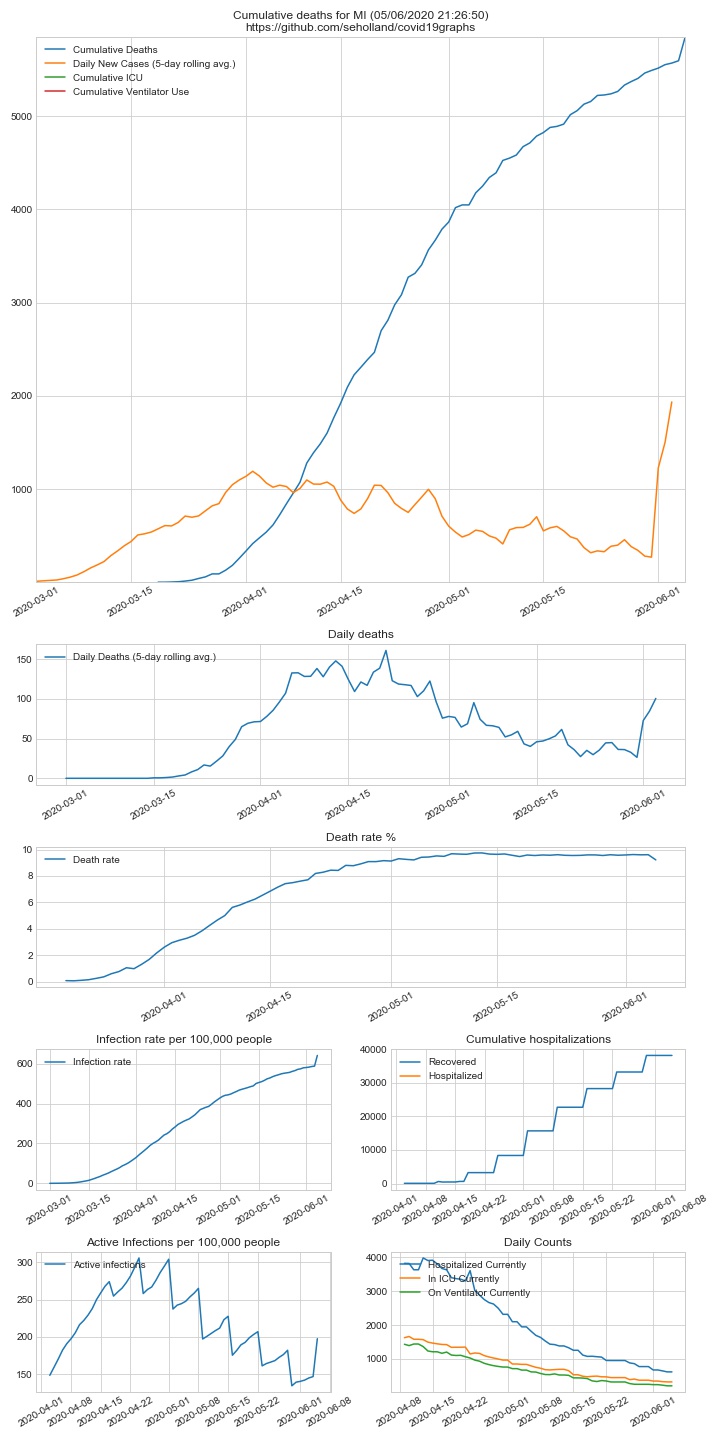 Cumulative deaths for MI (05/06/2020 21:26:50)
https://github.com/seholland/covid19graphs
Cumulative Deaths
Daily New Cases (5-day rolling avg.)
Cumulative ICU
Cumulative Ventilator Use
5000
4000
3000
2000
1000
2020-03-01 2020-03-15 2020-04-01 2020-04-15 2020-05-01 2020-05-15 2020-06-01
Daily deaths
Daily Deaths (5-day rolling avg.)
150
100
50
0
2020-03-01 2020-03-15 2020-04-01 2020-04-15 2020-05-01 2020-05-15 2020-06-01
Death rate %
Death rate
10
8
6
4
2
0
2020-04-01 2020-04-15 2020-05-01 2020-05-15 2020-06-01
Infection rate per 100,000 people
Infection rate
600
400
200
0
2020-03-01 2020-03-15 2020-04-01 2020-04-15 2020-05-01 2020-05-15 2020-06-01
Cumulative hospitalizations
Recovered
Hospitalized
40000
30000
20000
10000
0
2020-04-01 2020-04-08 2020-04-15 2020-04-22 2020-05-01 2020-05-08 2020-05-15 2020-05-22 2020-06-01 2020-06-08
Active Infections per 100,000 people
Active infections
300
250
200
150
2020-04-01 2020-04-08 2020-04-15 2020-04-22 2020-05-01 2020-05-08 2020-05-15 2020-05-22 2020-06-01 2020-06-08
Daily Counts
Hospitalized Currently
In ICU Currently
On Ventilator Currently
4000
3000
2000
1000
2020-04-08 2020-04-15 2020-04-22 2020-05-01 2020-05-08 2020-05-15 2020-05-22 2020-06-01